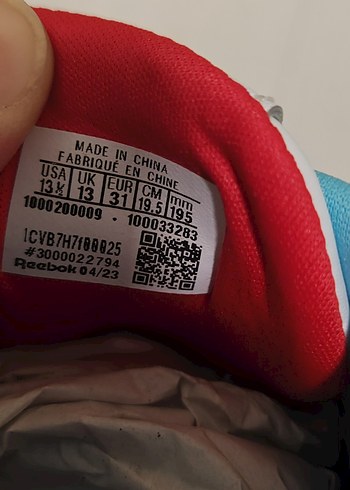 MADE IN CHINA
FABRIQUÉ EN CHINE
USA UK EUR CM mm
13½ 13 31 19.5 195
1000200009 · 100033283
#3000022794
Reebok 04/23